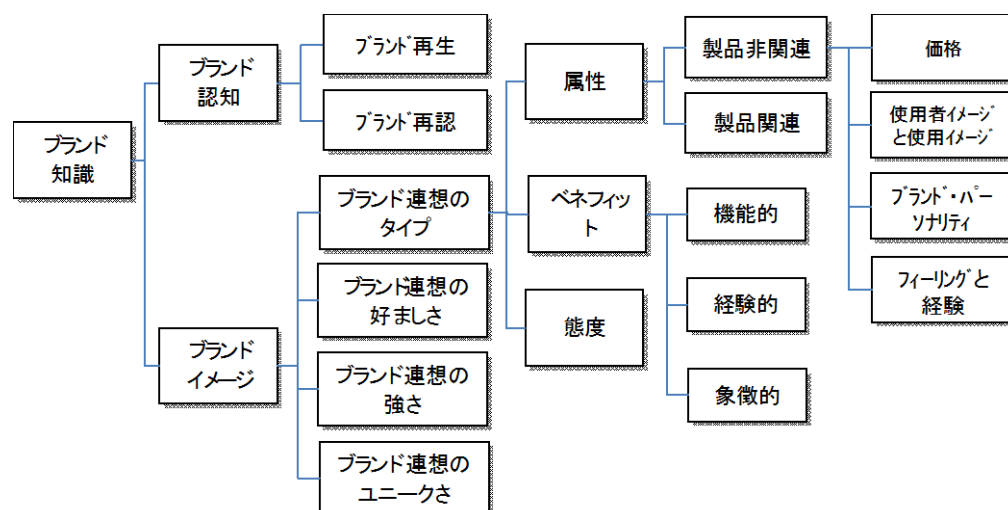 ブランド
知識
ブランド
認知
ブランド
イメージ
ブランド再生
ブランド再認
ブランド連想の
タイプ
ブランド連想の
好ましさ
ブランド連想の
強さ
ブランド連想の
ユニークさ
属性
ベネフィッ
ト
態度
製品非関連
製品関連
機能的
経験的
象徴的
価格
使用者イメージ
と使用イメージ
ブランド・パー
ソナリティ
フィーリングと
経験